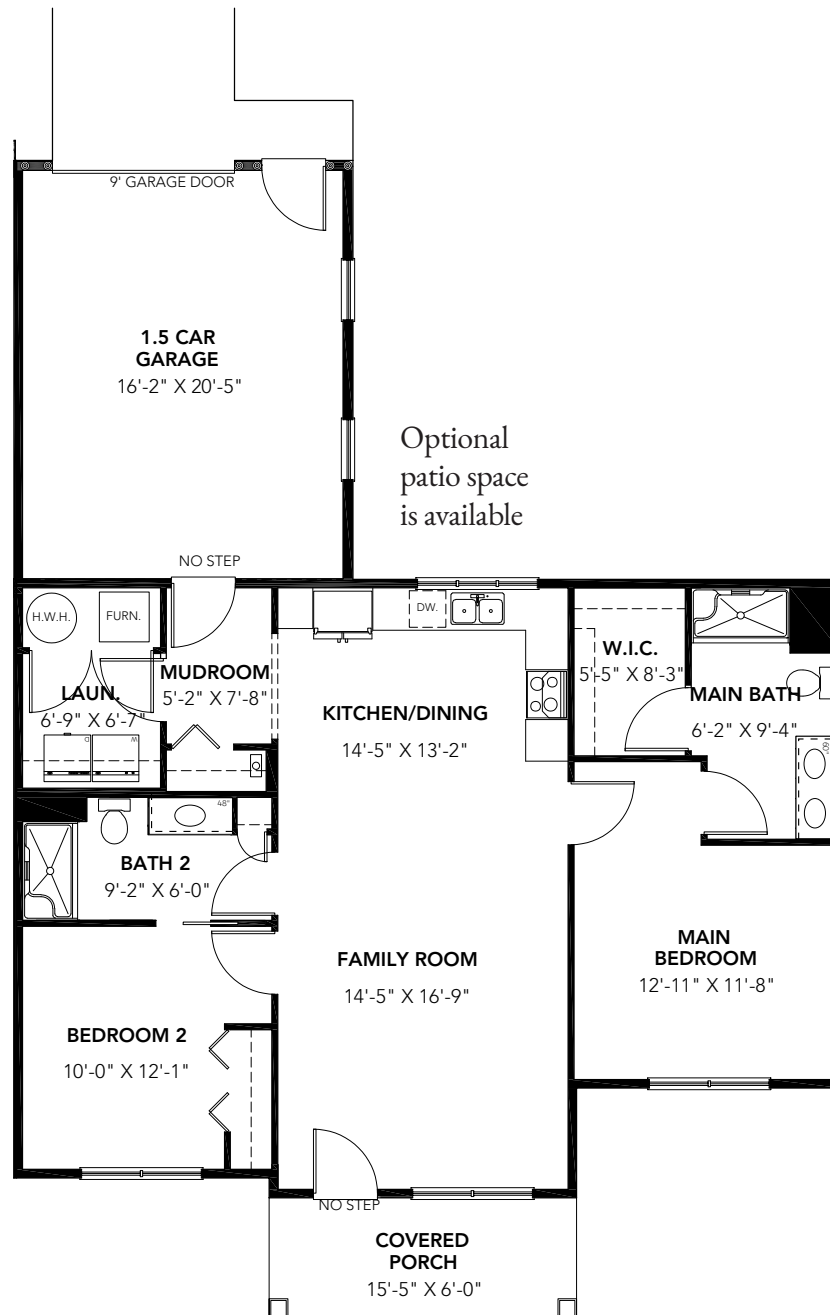 9' GARAGE DOOR
1.5 CAR
GARAGE
16'-2" X 20'-5"
Optional
patio space
is available
NO STEP
H.W.H.
FURN.
DW.
MUDROOM
5'-2" X 7'-8"
LAUN.
6'-9" X 6'-7"
D
W
KITCHEN/DINING
14'-5" X 13'-2"
W.I.C.
5'-5" X 8'-3"
MAIN BATH
6'-2" X 9'-4"
60"
48"
BATH 2
9'-2" X 6'-0"
FAMILY ROOM
14'-5" X 16'-9"
MAIN
BEDROOM
12'-11" X 11'-8"
BEDROOM 2
10'-0" X 12'-1"
NO STEP
COVERED
PORCH
15'-5" X 6'-0"